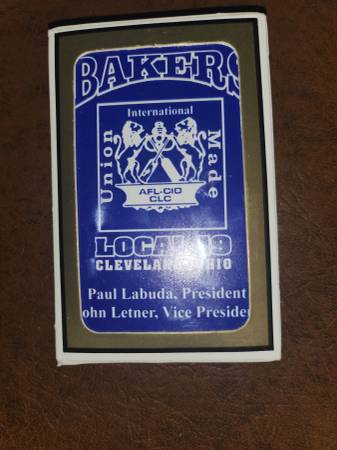 BAKERS
International
Union
Made
AFL-CIO
CLC
LOCAL 19
CLEVELAND, OHIO
Paul Labuda, President
ohn Letner, Vice Preside